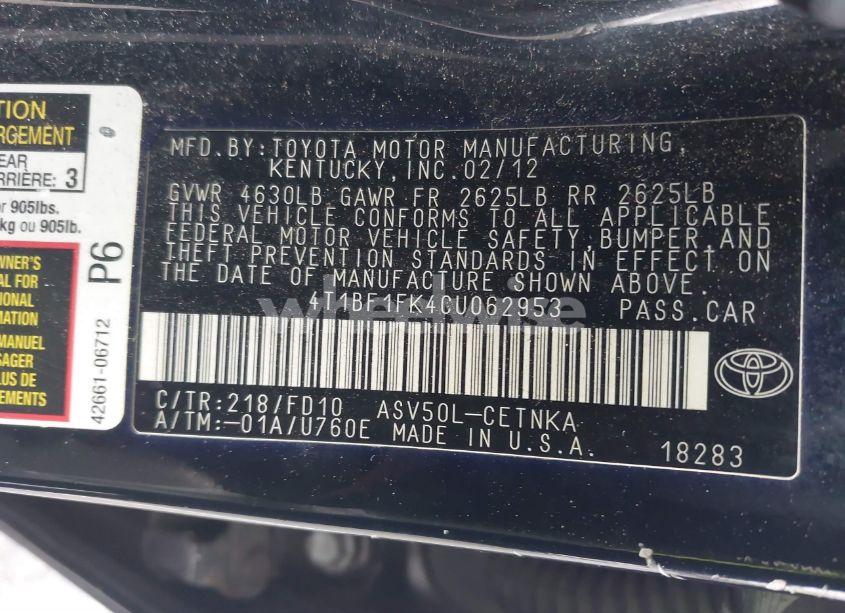 TION
RGEMENT
EAR
ARRIÈRE: 3
or 905lbs.
kg ou 905lb.
WNER'S
AL FOR
IONAL
MATION
MANUEL
SAGER
LUS DE
EMENTS
P6
42661-06712
MFD.BY:TOYOTA MOTOR MANUFACTURING,
KENTUCKY,INC.02/12
GVWR 4630LB GAWR FR 2625LB RR 2625LB
THIS VEHICLE CONFORMS TO ALL APPLICABLE
FEDERAL MOTOR VEHICLE SAFETY,BUMPER,AND
THEFT PREVENTION STANDARDS IN EFFECT ON
THE DATE OF MANUFACTURE SHOWN ABOVE.
4T1BF1FK4CU062953 PASS.CAR
wheelwise
C/TR:218/FD10 ASV50L-CETNKA
A/TM:-01A/U760E MADE IN U.S.A.
18283